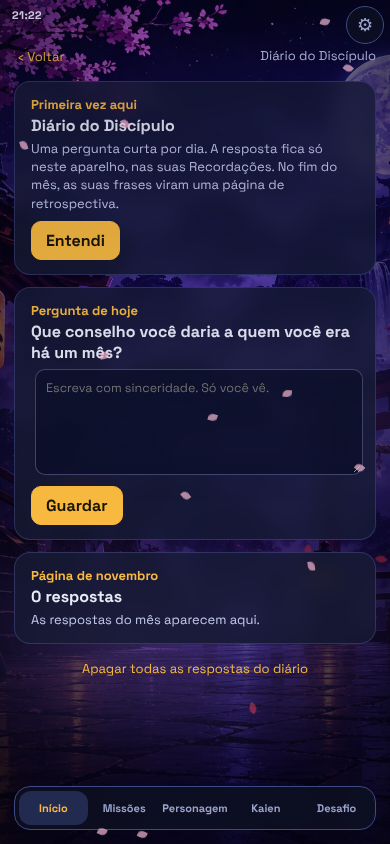 21:22
‹ Voltar
Diário do Discípulo
Primeira vez aqui
Diário do Discípulo
Uma pergunta curta por dia. A resposta fica só
neste aparelho, nas suas Recordações. No fim do
mês, as suas frases viram uma página de
retrospectiva.
Entendi
Pergunta de hoje
Que conselho você daria a quem você era
há um mês?
Escreva com sinceridade. Só você vê.
Guardar
Página de novembro
0 respostas
As respostas do mês aparecem aqui.
Apagar todas as respostas do diário
Início
Missões
Personagem
Kaien
Desafio